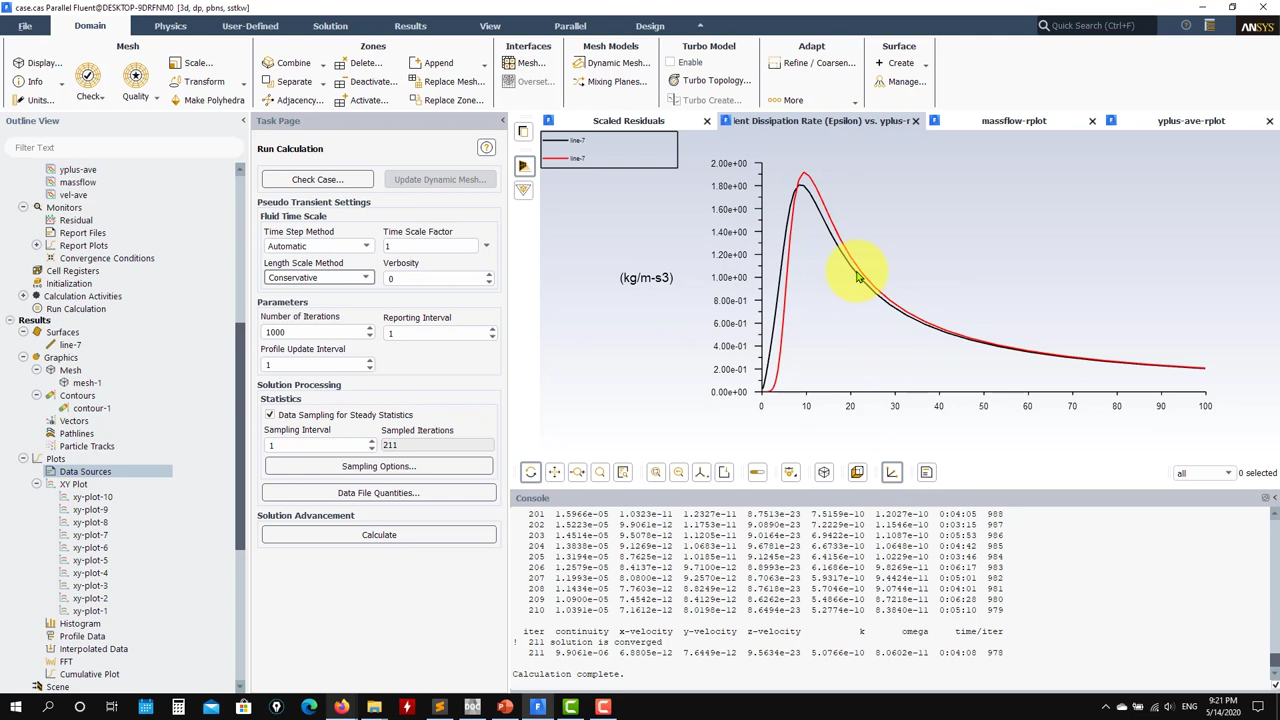 case.cas Parallel Fluent@DESKTOP-9DRFNM0 [3d, dp, pbns, sstkw]
File Domain Physics User-Defined Solution Results View Parallel Design Quick Search (Ctrl+F) ANSYS
Mesh Zones Interfaces Mesh Models Turbo Model Adapt Surface
Display... Scale... Combine Delete... Append Mesh... Dynamic Mesh... Enable Refine / Coarsen... Create
Info Check Quality Transform Separate Deactivate... Replace Mesh... Overset... Mixing Planes... Turbo Topology... Manage...
Units... Make Polyhedra Adjacency... Activate... Replace Zone... Turbo Create... More
Outline View
Filter Text
yplus-ave
massflow
vel-ave
Monitors
Residual
Report Files
Report Plots
Convergence Conditions
Cell Registers
Initialization
Calculation Activities
Run Calculation
Results
Surfaces
line-7
Graphics
Mesh
mesh-1
Contours
contour-1
Vectors
Pathlines
Particle Tracks
Plots
Data Sources
XY Plot
xy-plot-10
xy-plot-9
xy-plot-8
xy-plot-7
xy-plot-6
xy-plot-5
xy-plot-4
xy-plot-3
xy-plot-2
xy-plot-1
Histogram
Profile Data
Interpolated Data
FFT
Cumulative Plot
Scene
Task Page
Run Calculation
Check Case... Update Dynamic Mesh...
Pseudo Transient Settings
Fluid Time Scale
Time Step Method Time Scale Factor
Automatic 1
Length Scale Method Verbosity
Conservative 0
Parameters
Number of Iterations Reporting Interval
1000 1
Profile Update Interval
1
Solution Processing
Statistics
Data Sampling for Steady Statistics
Sampling Interval Sampled Iterations
1 211
Sampling Options...
Data File Quantities...
Solution Advancement
Calculate
Scaled Residuals lent Dissipation Rate (Epsilon) vs. yplus-r massflow-rplot yplus-ave-rplot
line-7
line-7
2.00e+00
1.80e+00
1.60e+00
1.40e+00
1.20e+00
(kg/m-s3) 1.00e+00
8.00e-01
6.00e-01
4.00e-01
2.00e-01
0.00e+00
0 10 20 30 40 50 60 70 80 90 100
all 0 selected
Console
201 1.5966e-05 1.0323e-11 1.2327e-11 8.7513e-23 7.5159e-10 1.2027e-10 0:04:05 988
202 1.5223e-05 9.9061e-12 1.1753e-11 9.0890e-23 7.2229e-10 1.1546e-10 0:03:15 987
203 1.4514e-05 9.5078e-12 1.1205e-11 9.0164e-23 6.9422e-10 1.1087e-10 0:05:53 986
204 1.3838e-05 9.1269e-12 1.0683e-11 9.6781e-23 6.6733e-10 1.0648e-10 0:04:42 985
205 1.3194e-05 8.7625e-12 1.0185e-11 9.1245e-23 6.4156e-10 1.0229e-10 0:03:46 984
206 1.2579e-05 8.4137e-12 9.7100e-12 8.8993e-23 6.1686e-10 9.8269e-11 0:06:17 983
207 1.1993e-05 8.0800e-12 9.2570e-12 8.7063e-23 5.9317e-10 9.4424e-11 0:05:01 982
208 1.1434e-05 7.7603e-12 8.8249e-12 8.7618e-23 5.7046e-10 9.0744e-11 0:05:01 981
209 1.0900e-05 7.4542e-12 8.4129e-12 8.6262e-23 5.4866e-10 8.7218e-11 0:06:28 980
210 1.0391e-05 7.1612e-12 8.0198e-12 8.6494e-23 5.2774e-10 8.3840e-11 0:05:10 979
iter continuity x-velocity y-velocity z-velocity k omega time/iter
! 211 solution is converged
211 9.9061e-06 6.8805e-12 7.6449e-12 9.5634e-23 5.0766e-10 8.0602e-11 0:04:08 978
Calculation complete.
9:21 PM
5/14/2020